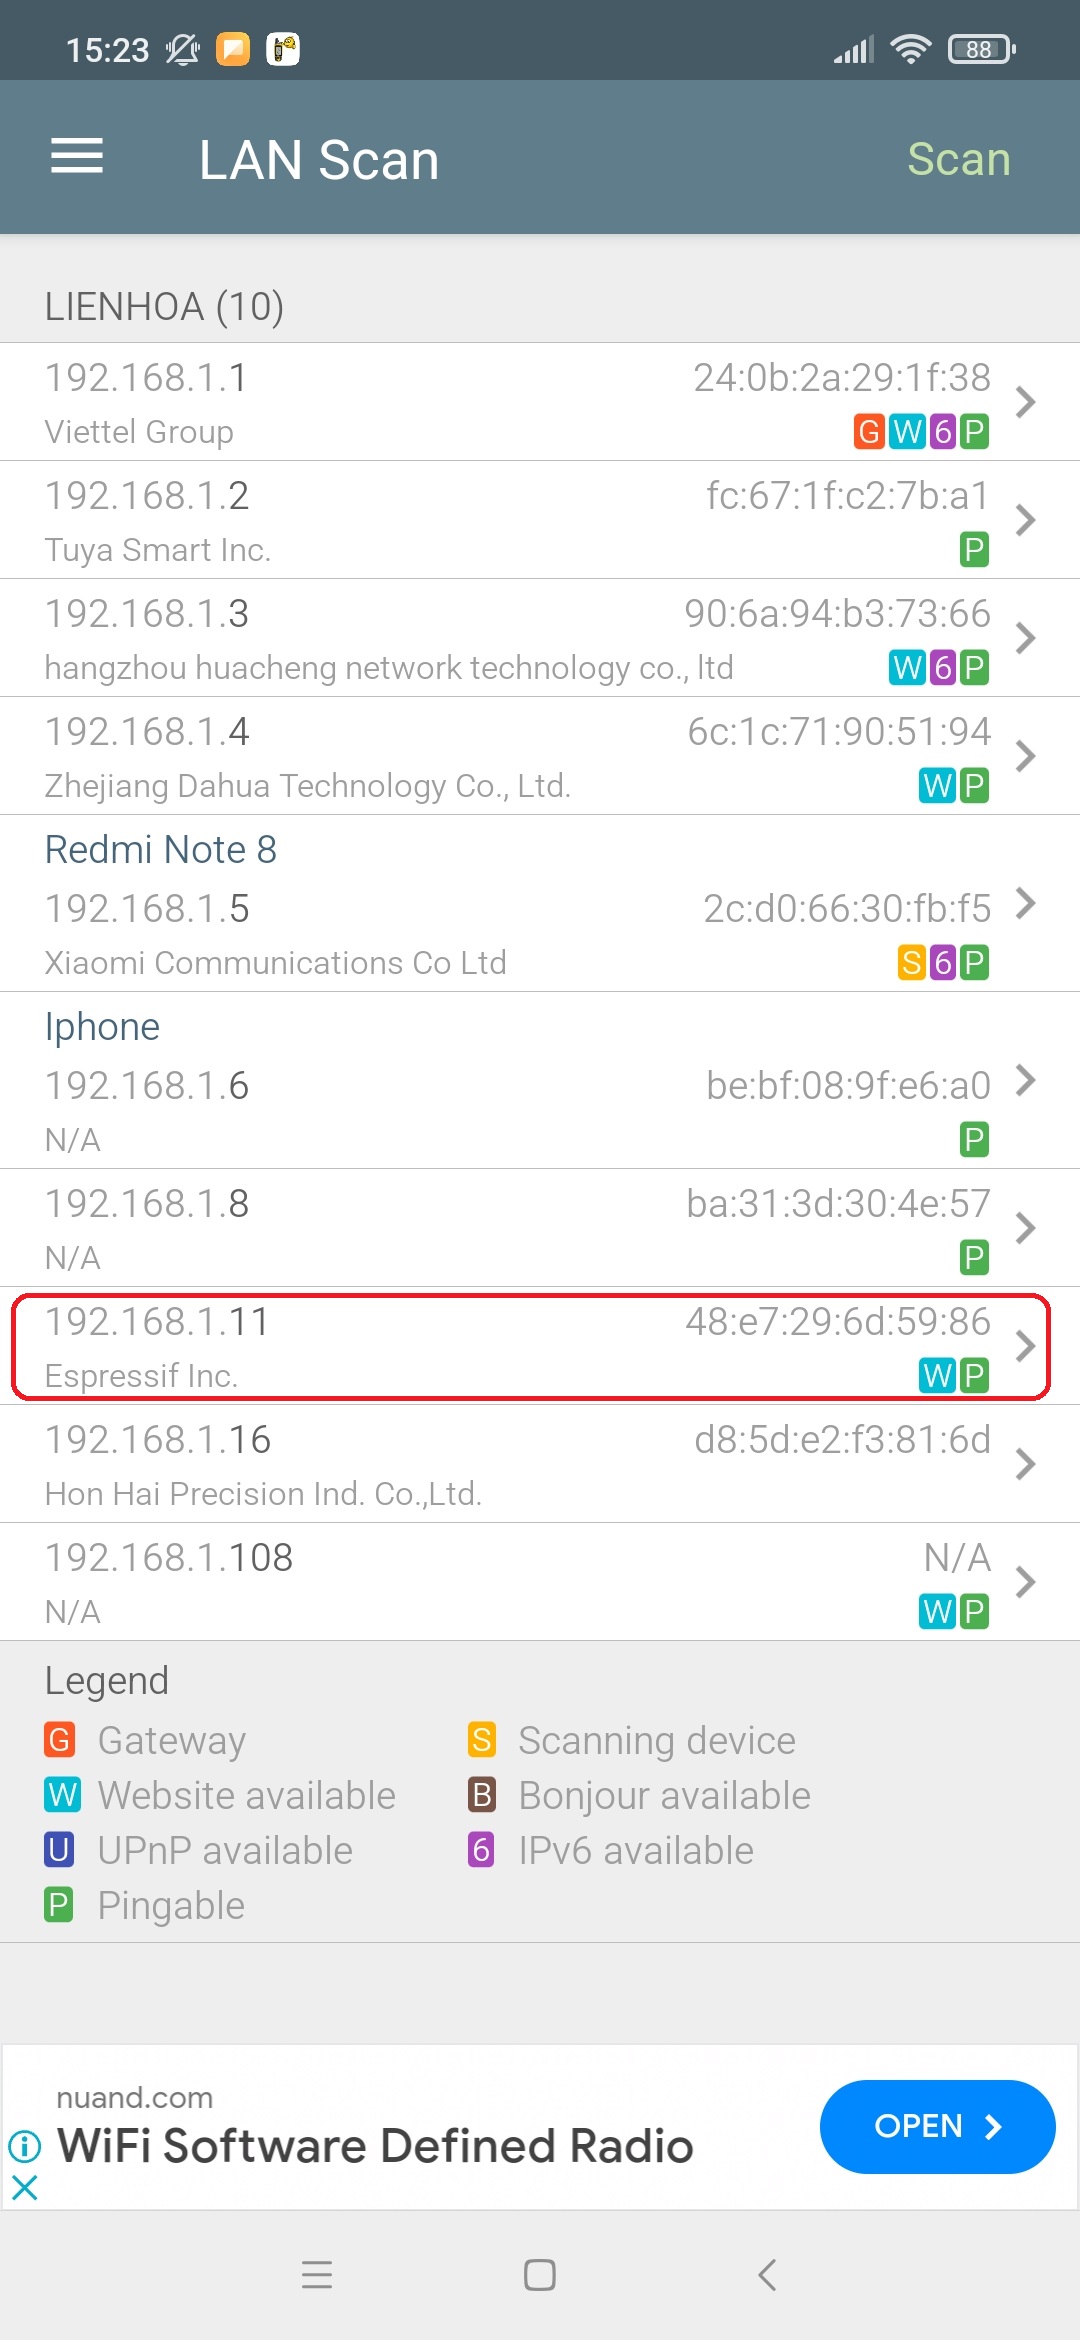 15:23
88
LAN Scan
Scan
LIENHOA (10)
192.168.1.1 24:0b:2a:29:1f:38
Viettel Group G W 6 P
192.168.1.2 fc:67:1f:c2:7b:a1
Tuya Smart Inc. P
192.168.1.3 90:6a:94:b3:73:66
hangzhou huacheng network technology co., ltd W 6 P
192.168.1.4 6c:1c:71:90:51:94
Zhejiang Dahua Technology Co., Ltd. W P
Redmi Note 8
192.168.1.5 2c:d0:66:30:fb:f5
Xiaomi Communications Co Ltd S 6 P
Iphone
192.168.1.6 be:bf:08:9f:e6:a0
N/A P
192.168.1.8 ba:31:3d:30:4e:57
N/A P
192.168.1.11 48:e7:29:6d:59:86
Espressif Inc. W P
192.168.1.16 d8:5d:e2:f3:81:6d
Hon Hai Precision Ind. Co.,Ltd.
192.168.1.108 N/A
N/A W P
Legend
G Gateway S Scanning device
W Website available B Bonjour available
U UPnP available 6 IPv6 available
P Pingable
nuand.com
WiFi Software Defined Radio
OPEN